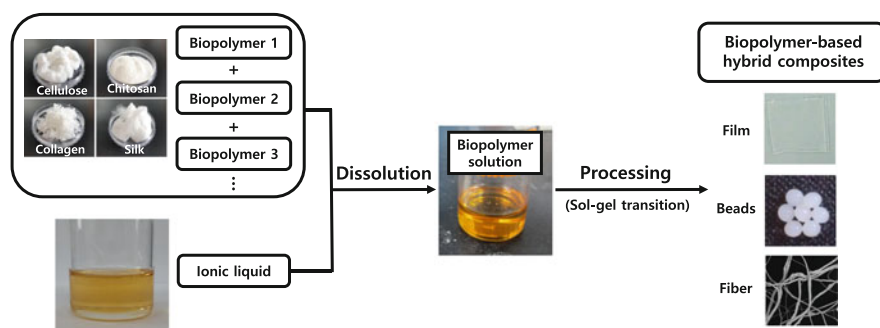 Cellulose
Chitosan
Collagen
Silk
Biopolymer 1
+
Biopolymer 2
+
Biopolymer 3
⋮
Ionic liquid
Dissolution
Biopolymer
solution
Processing
(Sol-gel transition)
Biopolymer-based
hybrid composites
Film
Beads
Fiber